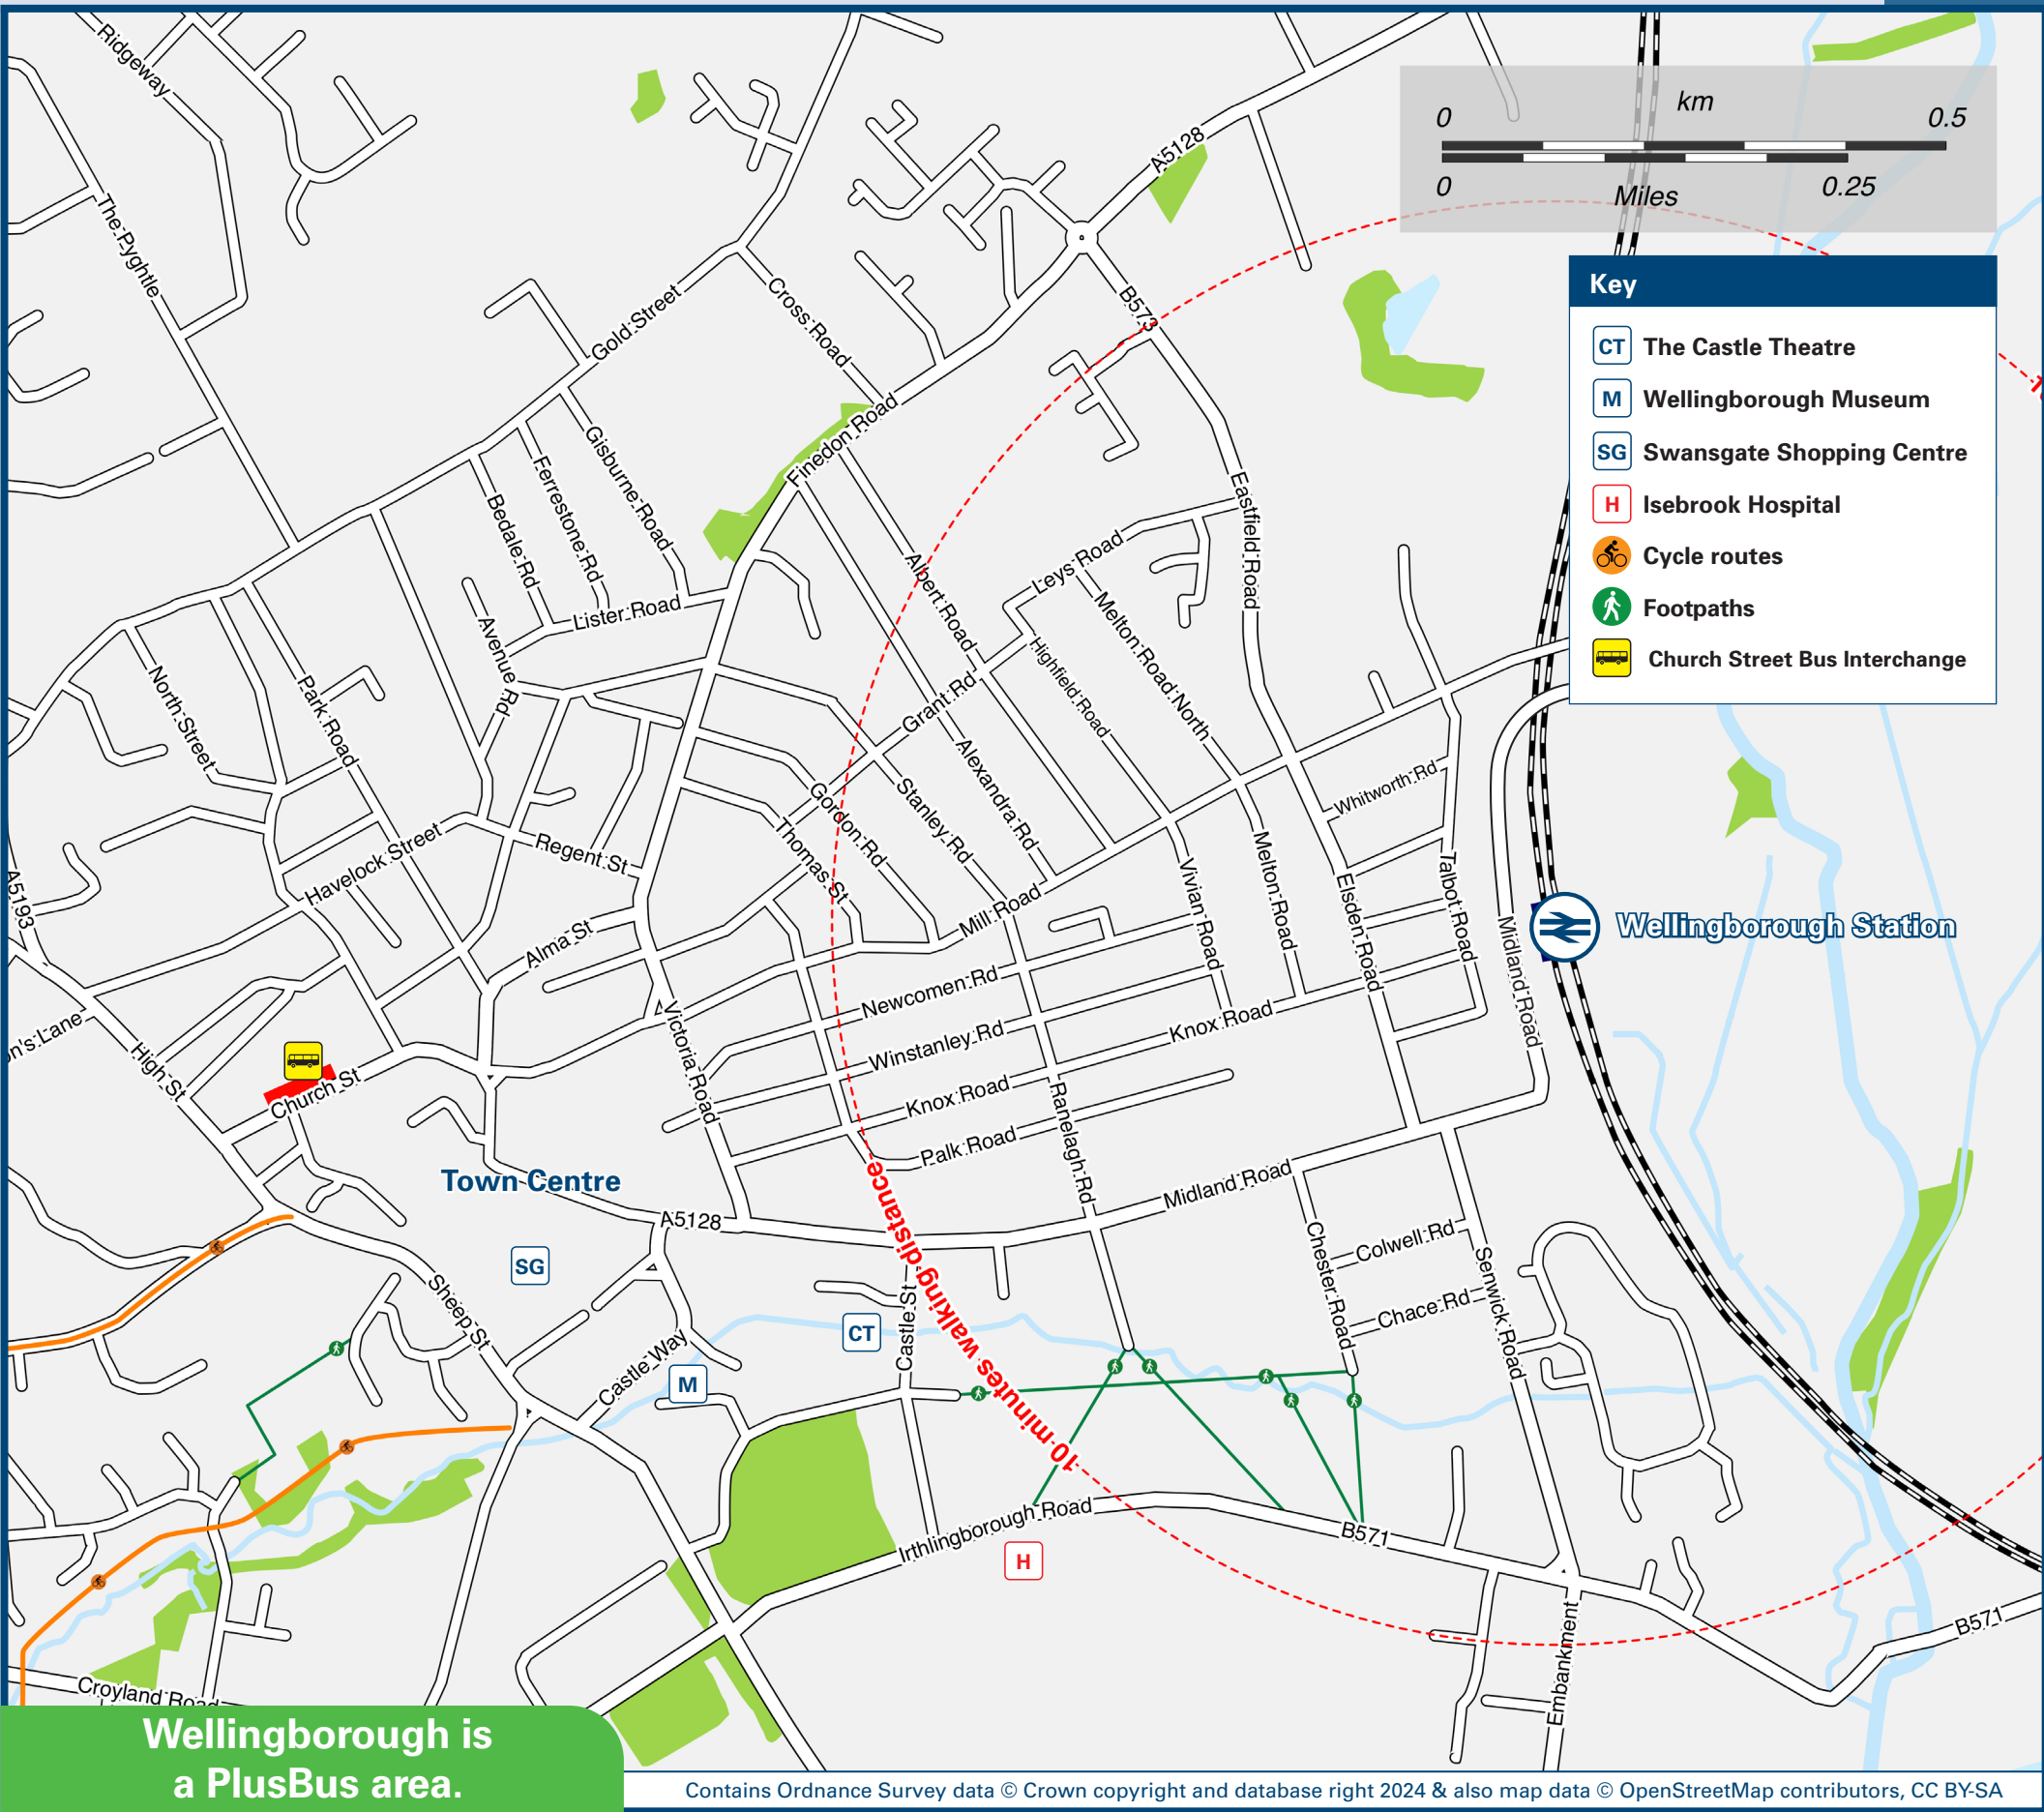 Ridgeway
The Pyghtle
A5128
km
0
0.5
0
0.25
Miles
Key
CT The Castle Theatre
M Wellingborough Museum
SG Swansgate Shopping Centre
H Isebrook Hospital
Cycle routes
Footpaths
Church Street Bus Interchange
Gold Street
Cross Road
B573
Finedon Road
Gisburne Road
Ferrestone Rd
Bedale Rd
Lister Road
Avenue Rd
Eastfield Road
Leys Road
Albert Road
Melton Road North
Highfield Road
Grant Rd
North Street
Park Road
Alexandra Rd
Stanley Rd
Gordon Rd
Thomas St
Whitworth Rd
Havelock Street
Regent St
A5193
Alma St
Mill Road
Vivian Road
Melton Road
Elsden Road
Talbot Road
Midland Road
Wellingborough Station
Newcomen Rd
Winstanley Rd
Knox Road
Knox Road
Victoria Road
on's Lane
High St
Church St
Palk Road
Ranelagh Rd
Midland Road
Town Centre
A5128
10 minutes walking distance
SG
Sheep St
Castle Way
CT
M
Castle St
Chester Road
Colwell Rd
Chace Rd
Senwick Road
Irthlingborough Road
H
B571
B571
Embankment
Croyland Road
Wellingborough is
a PlusBus area.
Contains Ordnance Survey data © Crown copyright and database right 2024 & also map data © OpenStreetMap contributors, CC BY-SA